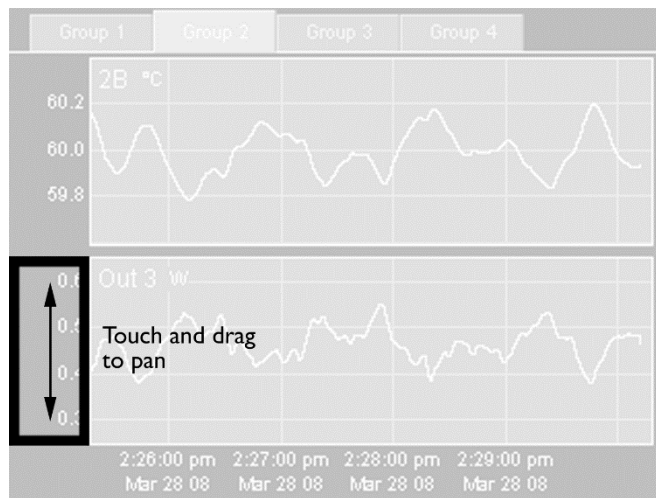 Group 1 Group 2 Group 3 Group 4
2B °C
60.2
60.0
59.8
Out 3 W
0.6
0.5
Touch and drag
to pan
0.4
0.3
2:26:00 pm 2:27:00 pm 2:28:00 pm 2:29:00 pm
Mar 28 08 Mar 28 08 Mar 28 08 Mar 28 08